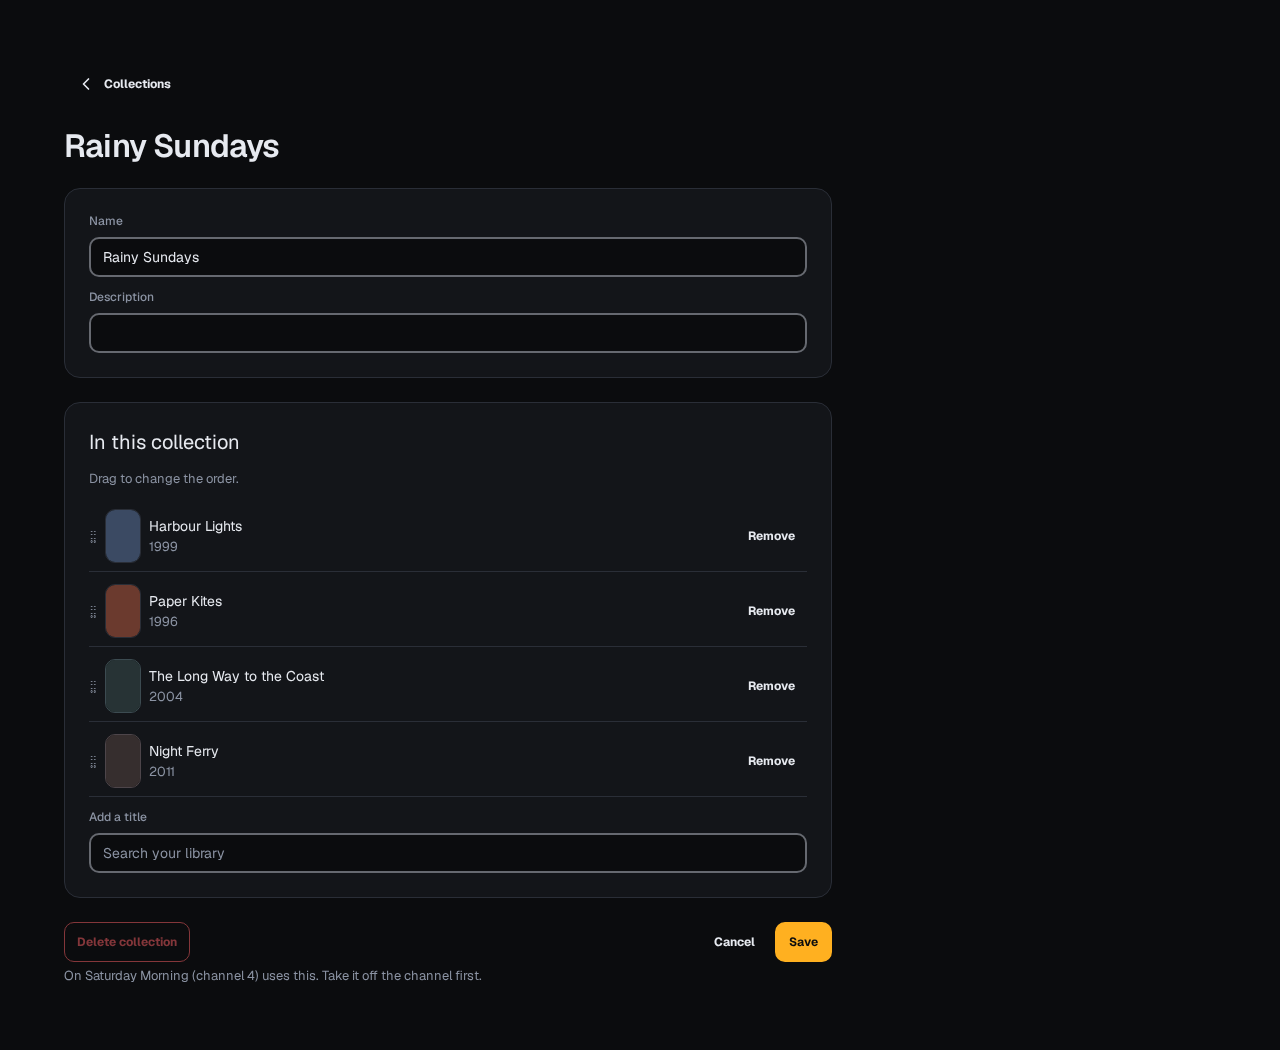 Collections
Rainy Sundays
Name
Rainy Sundays
Description
In this collection
Drag to change the order.
Harbour Lights
1999
Remove
Paper Kites
1996
Remove
The Long Way to the Coast
2004
Remove
Night Ferry
2011
Remove
Add a title
Search your library
Delete collection
Cancel
Save
On Saturday Morning (channel 4) uses this. Take it off the channel first.